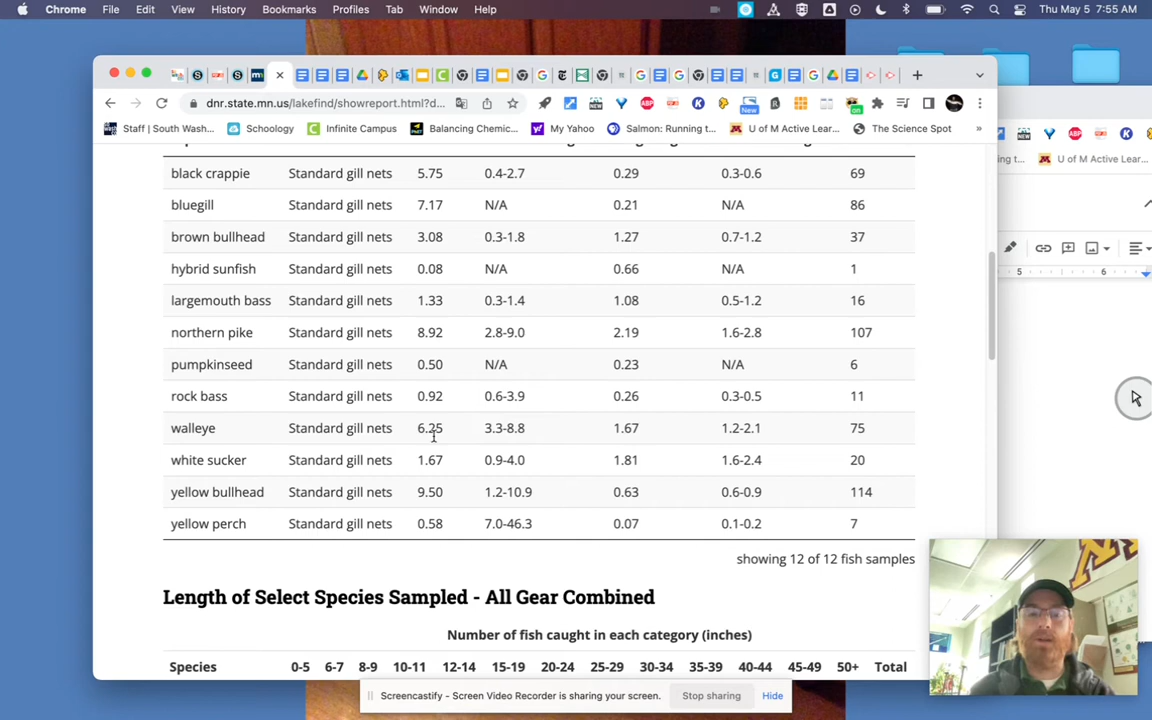 Chrome File Edit View History Bookmarks Profiles Tab Window Help Thu May 5 7:55 AM
dnr.state.mn.us/lakefind/showreport.html?d...
Staff | South Wash... Schoology Infinite Campus Balancing Chemic... My Yahoo Salmon: Running t... U of M Active Lear... The Science Spot »
ng t... U of M Active Lear
black crappie Standard gill nets 5.75 0.4-2.7 0.29 0.3-0.6 69
bluegill Standard gill nets 7.17 N/A 0.21 N/A 86
brown bullhead Standard gill nets 3.08 0.3-1.8 1.27 0.7-1.2 37
hybrid sunfish Standard gill nets 0.08 N/A 0.66 N/A 1
5 6
largemouth bass Standard gill nets 1.33 0.3-1.4 1.08 0.5-1.2 16
northern pike Standard gill nets 8.92 2.8-9.0 2.19 1.6-2.8 107
pumpkinseed Standard gill nets 0.50 N/A 0.23 N/A 6
rock bass Standard gill nets 0.92 0.6-3.9 0.26 0.3-0.5 11
walleye Standard gill nets 6.25 3.3-8.8 1.67 1.2-2.1 75
white sucker Standard gill nets 1.67 0.9-4.0 1.81 1.6-2.4 20
yellow bullhead Standard gill nets 9.50 1.2-10.9 0.63 0.6-0.9 114
yellow perch Standard gill nets 0.58 7.0-46.3 0.07 0.1-0.2 7
showing 12 of 12 fish samples
Length of Select Species Sampled - All Gear Combined
Number of fish caught in each category (inches)
Species 0-5 6-7 8-9 10-11 12-14 15-19 20-24 25-29 30-34 35-39 40-44 45-49 50+ Total
Screencastify - Screen Video Recorder is sharing your screen. Stop sharing Hide